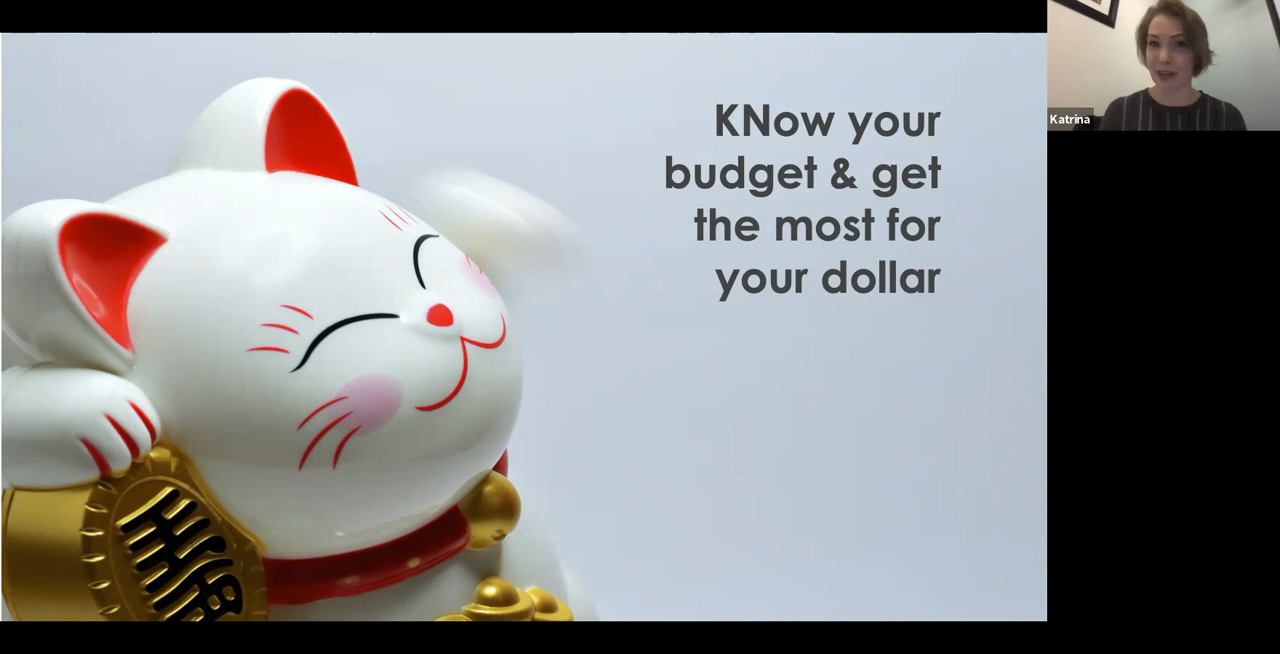 KNow your
budget & get
the most for
your dollar
Katrina